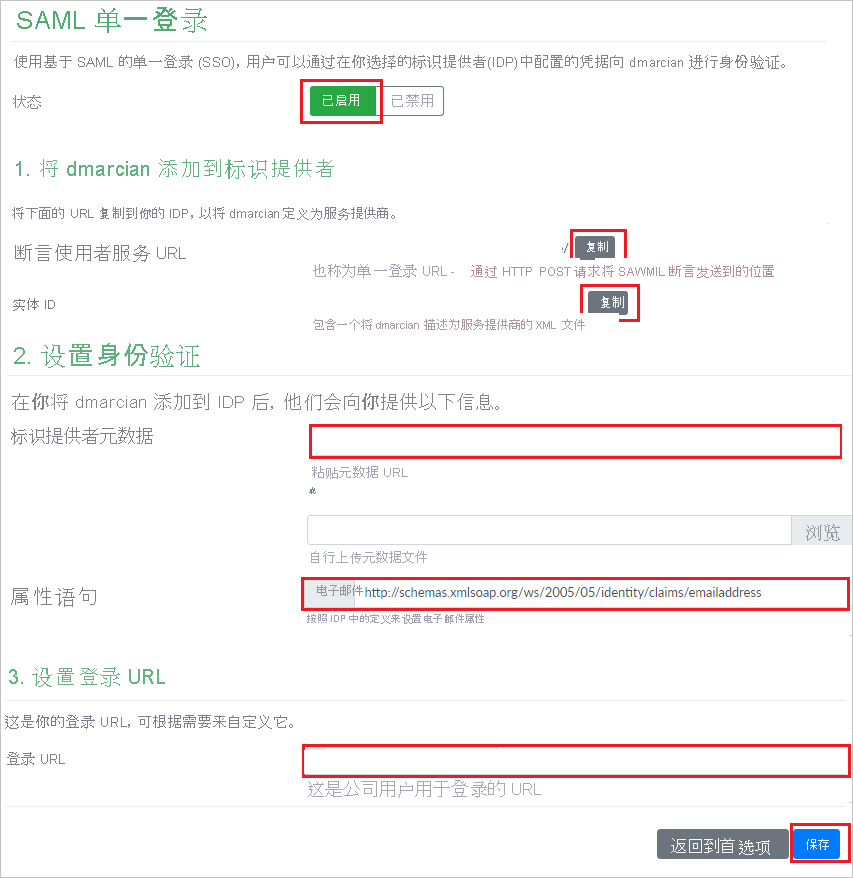 SAML 单一登录
使用基于 SAML 的单一登录 (SSO)，用户可以通过在你选择的标识提供者(IDP)中配置的凭据向 dmarcian 进行身份验证。
状态 已启用 已禁用
1. 将 dmarcian 添加到标识提供者
将下面的 URL 复制到你的 IDP，以将 dmarcian 定义为服务提供商。
断言使用者服务 URL / 复制
也称为单一登录 URL - 通过 HTTP POST 请求将 SAWMIL 断言发送到的位置
实体 ID 复制
包含一个将 dmarcian 描述为服务提供商的 XML 文件
2. 设置身份验证
在你将 dmarcian 添加到 IDP 后，他们会向你提供以下信息。
标识提供者元数据
粘贴元数据 URL
或
浏览
自行上传元数据文件
属性语句 电子邮件 http://schemas.xmlsoap.org/ws/2005/05/identity/claims/emailaddress
按照 IDP 中的定义来设置电子邮件属性
3. 设置登录 URL
这是你的登录 URL，可根据需要来自定义它。
登录 URL
这是公司用户用于登录的 URL
返回到首选项 保存